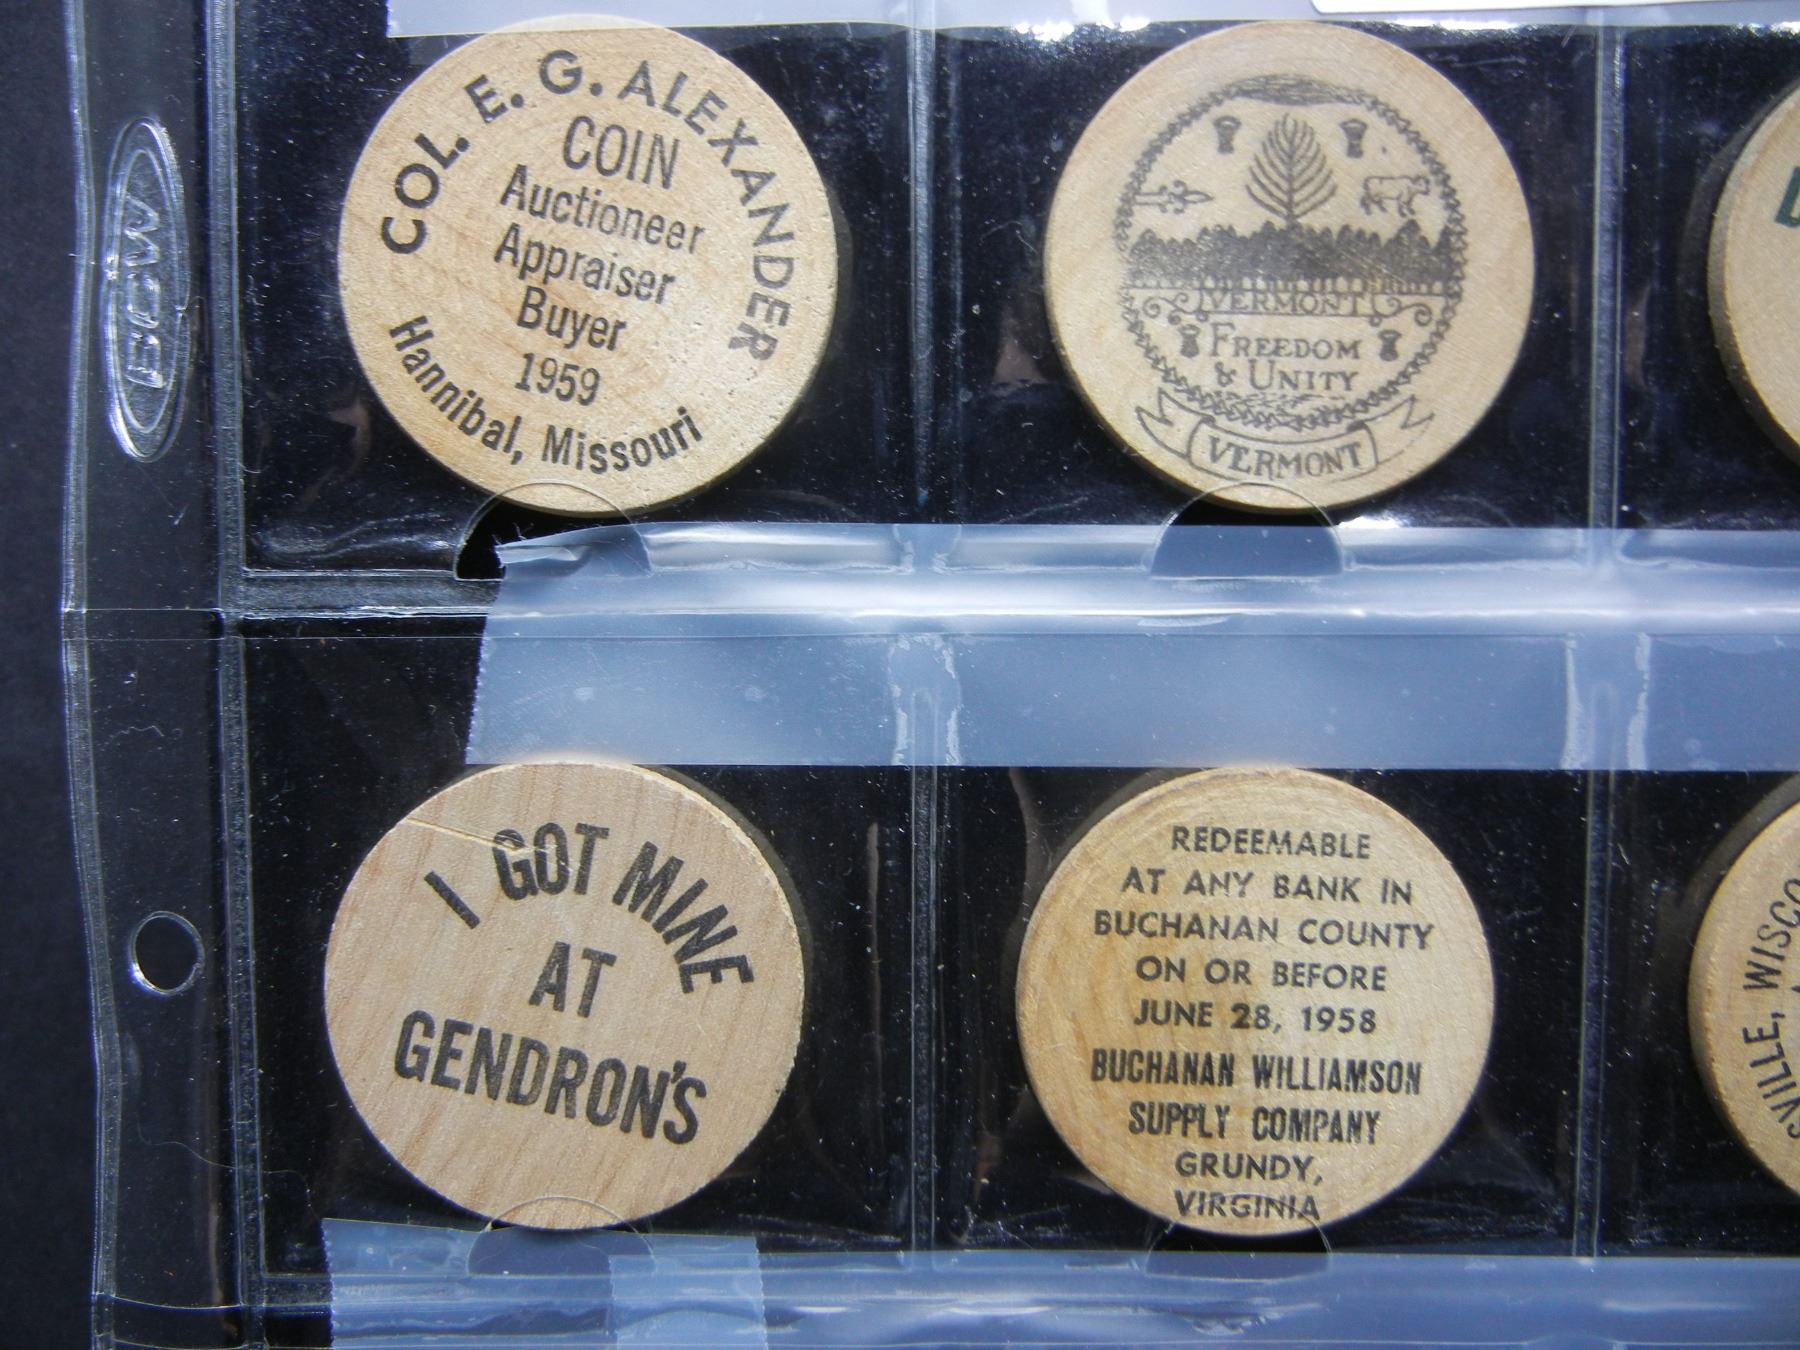 BCW
COL. E. G. ALEXANDER
COIN
Auctioneer
Appraiser
Buyer
1959
Hannibal, Missouri
VERMONT
FREEDOM
& UNITY
VERMONT
I GOT MINE
AT
GENDRON'S
REDEEMABLE
AT ANY BANK IN
BUCHANAN COUNTY
ON OR BEFORE
JUNE 28, 1958
BUCHANAN WILLIAMSON
SUPPLY COMPANY
GRUNDY,
VIRGINIA